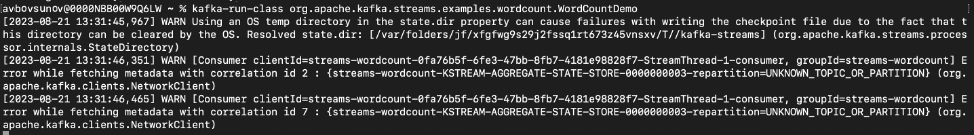 avbovsunov@0000NBB00W9Q6LW ~ % kafka-run-class org.apache.kafka.streams.examples.wordcount.WordCountDemo
[2023-08-21 13:31:45,967] WARN Using an OS temp directory in the state.dir property can cause failures with writing the checkpoint file due to the fact that t
his directory can be cleared by the OS. Resolved state.dir: [/var/folders/jf/xfgfwg9s29j2fssq1rt673z45vnsxv/T//kafka-streams] (org.apache.kafka.streams.proces
sor.internals.StateDirectory)
[2023-08-21 13:31:46,351] WARN [Consumer clientId=streams-wordcount-0fa76b5f-6fe3-47bb-8fb7-4181e98828f7-StreamThread-1-consumer, groupId=streams-wordcount] E
rror while fetching metadata with correlation id 2 : {streams-wordcount-KSTREAM-AGGREGATE-STATE-STORE-0000000003-repartition=UNKNOWN_TOPIC_OR_PARTITION} (org.
apache.kafka.clients.NetworkClient)
[2023-08-21 13:31:46,465] WARN [Consumer clientId=streams-wordcount-0fa76b5f-6fe3-47bb-8fb7-4181e98828f7-StreamThread-1-consumer, groupId=streams-wordcount] E
rror while fetching metadata with correlation id 7 : {streams-wordcount-KSTREAM-AGGREGATE-STATE-STORE-0000000003-repartition=UNKNOWN_TOPIC_OR_PARTITION} (org.
apache.kafka.clients.NetworkClient)